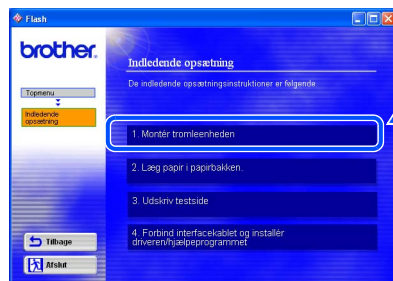 Flash
brother.
Topmenu
Indledende
opsætning
Tilbage
Afslut
Indledende opsætning
De indledende opsætningsinstruktioner er følgende
1. Montér tromleenheden
2. Læg papir i papirbakken.
3. Udskriv testside
4. Forbind interfacekablet og installér
driveren/hjælpeprogrammet